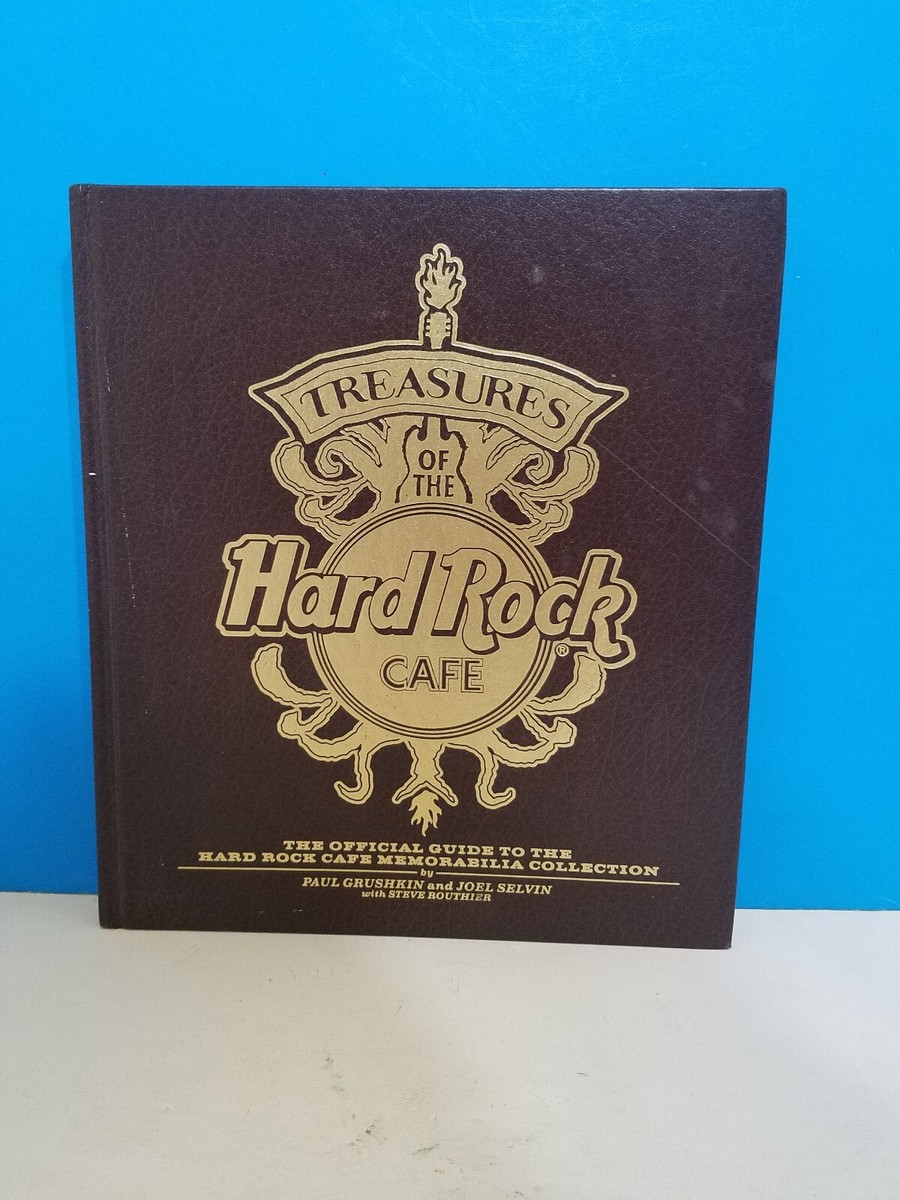 TREASURES
OF
THE
Hard Rock
®
CAFE
THE OFFICIAL GUIDE TO THE
HARD ROCK CAFE MEMORABILIA COLLECTION
by
PAUL GRUSHKIN and JOEL SELVIN
with STEVE ROUTHIER